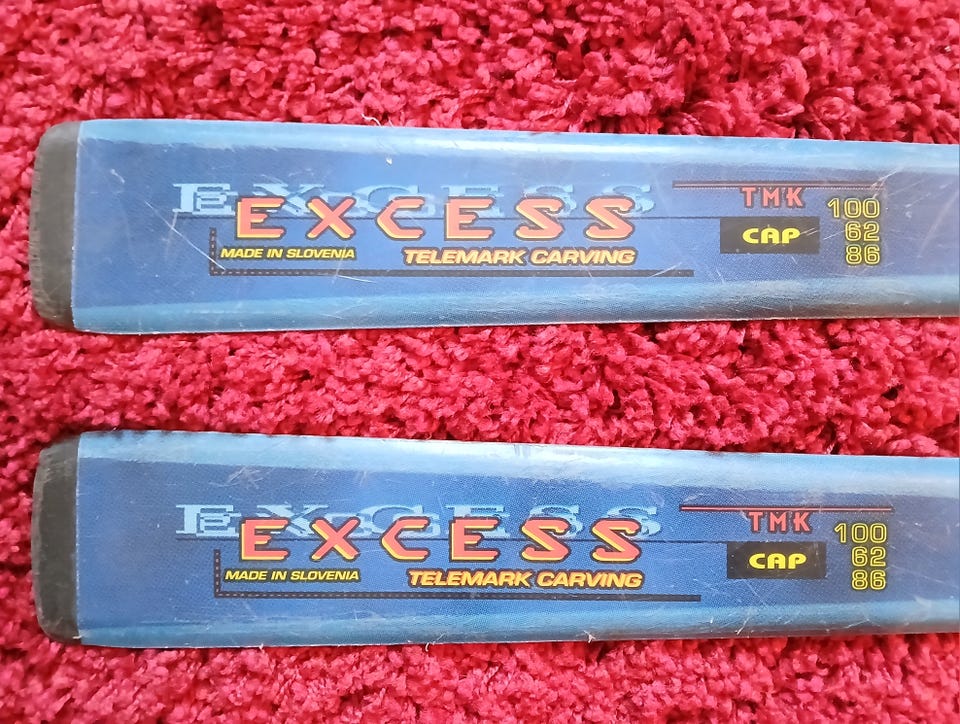 EXCESS
EXCESS
MADE IN SLOVENIA
TELEMARK CARVING
TMK
CAP
100
62
86
EXCESS
EXCESS
MADE IN SLOVENIA
TELEMARK CARVING
TMK
CAP
100
62
86